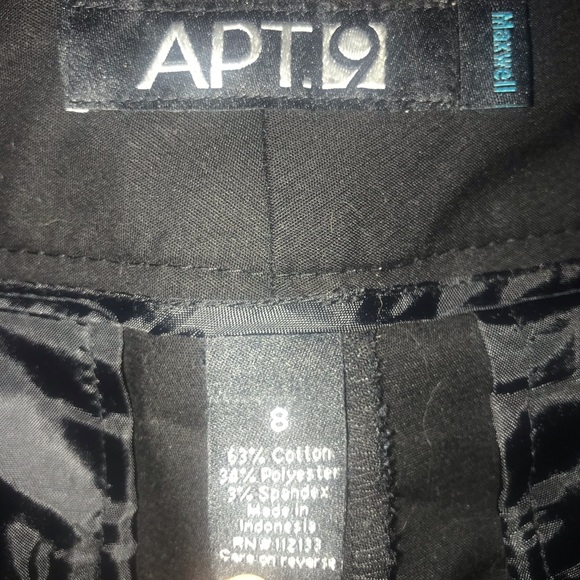 APT.9
Maxwell
8
63% Cotton
34% Polyester
3% Spandex
Made in
Indonesia
RN#112133
Care on reverse